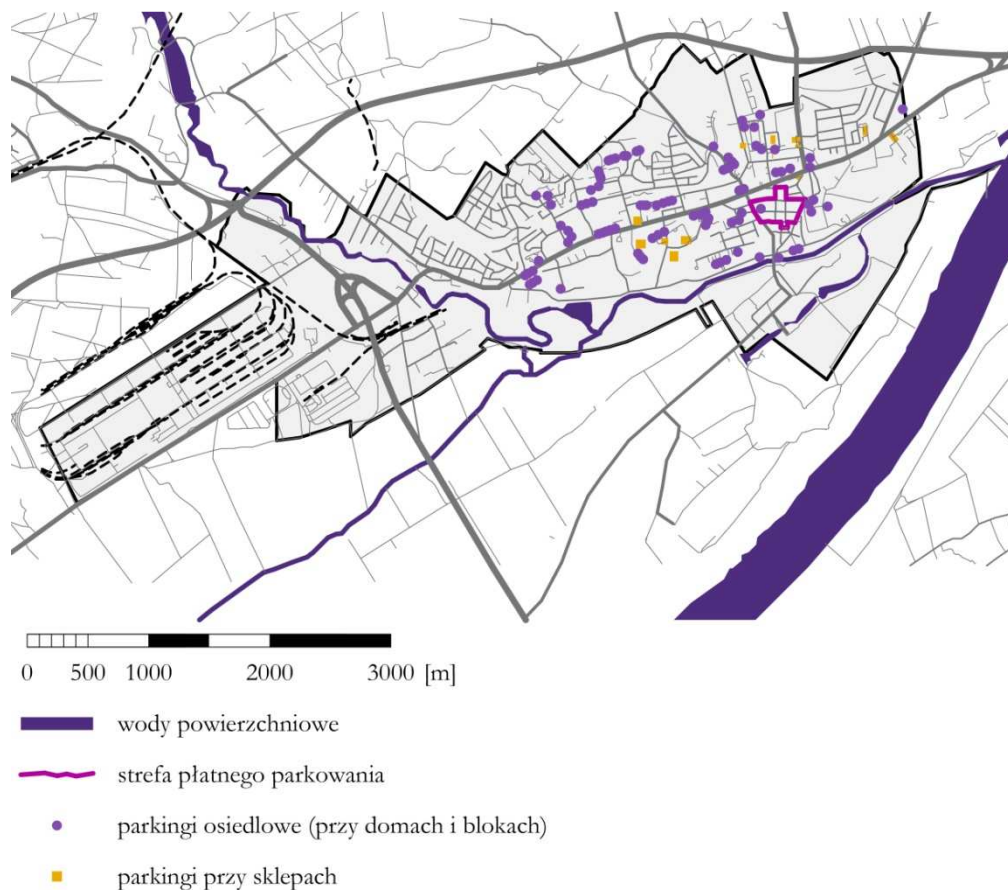 0 500 1000 2000 3000 [m]
wody powierzchniowe
strefa płatnego parkowania
parkingi osiedlowe (przy domach i blokach)
parkingi przy sklepach